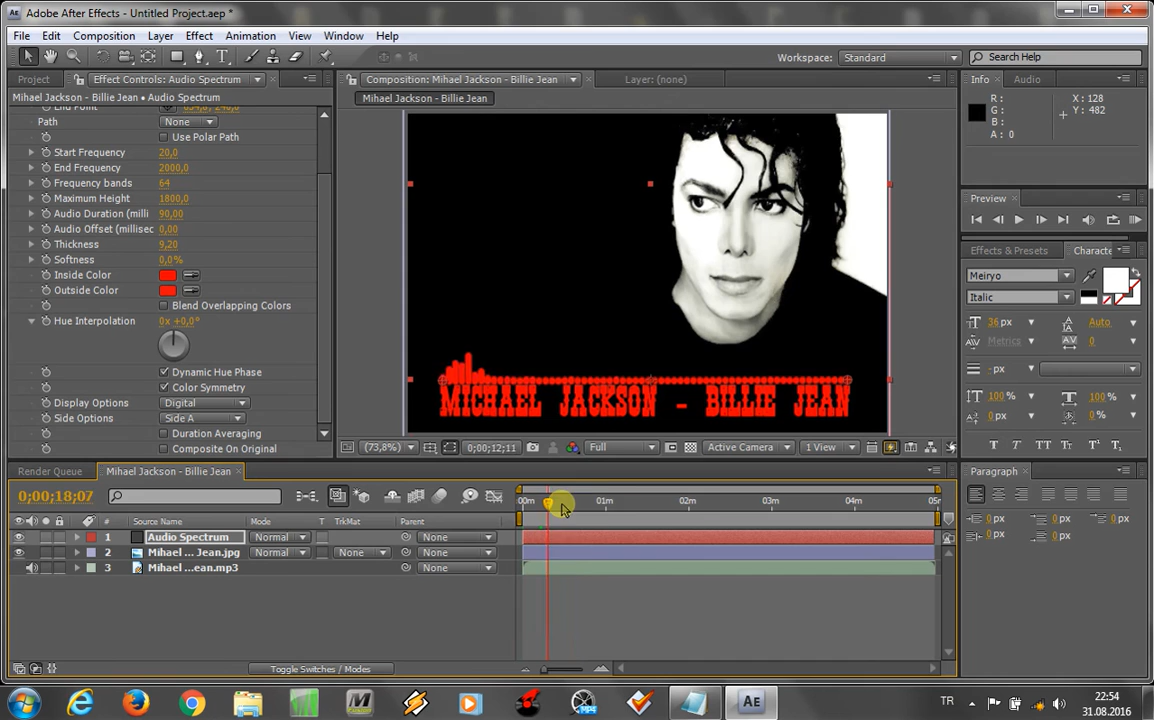 Adobe After Effects - Untitled Project.aep *
File Edit Composition Layer Effect Animation View Window Help
Workspace: Standard Search Help
Project Effect Controls: Audio Spectrum Composition: Mihael Jackson - Billie Jean Layer: (none) Info Audio
Mihael Jackson - Billie Jean • Audio Spectrum
Mihael Jackson - Billie Jean
R: X: 128
G: Y: 482
B:
A: 0
Path None
Use Polar Path
Start Frequency 20,0
End Frequency 2000,0
Frequency bands 64
Maximum Height 1800,0
Audio Duration (milli 90,00
Audio Offset (millisec 0,00
Thickness 9,20
Softness 0,0%
Inside Color
Outside Color
Blend Overlapping Colors
Hue Interpolation 0x +0,0°
Dynamic Hue Phase
Color Symmetry
Display Options Digital
Side Options Side A
Duration Averaging
Composite On Original
MICHAEL JACKSON - BILLIE JEAN
Preview
Effects & Presets Characte
Meiryo
Italic
36 px Auto
Metrics 0
- px
100 % 100 %
0 px 0 %
T T TT Tt T¹ T₁
(73,8%) 0;00;12;11 Full Active Camera 1 View
Render Queue Mihael Jackson - Billie Jean
Paragraph
0 px 0 px 0 px
0 px 0 px
0;00;18;07
00m 01m 02m 03m 04m 05
# Source Name Mode T TrkMat Parent
1 Audio Spectrum Normal None
2 Mihael ... Jean.jpg Normal None None
3 Mihael ...ean.mp3 None
Toggle Switches / Modes
AE
TR
22:54
31.08.2016